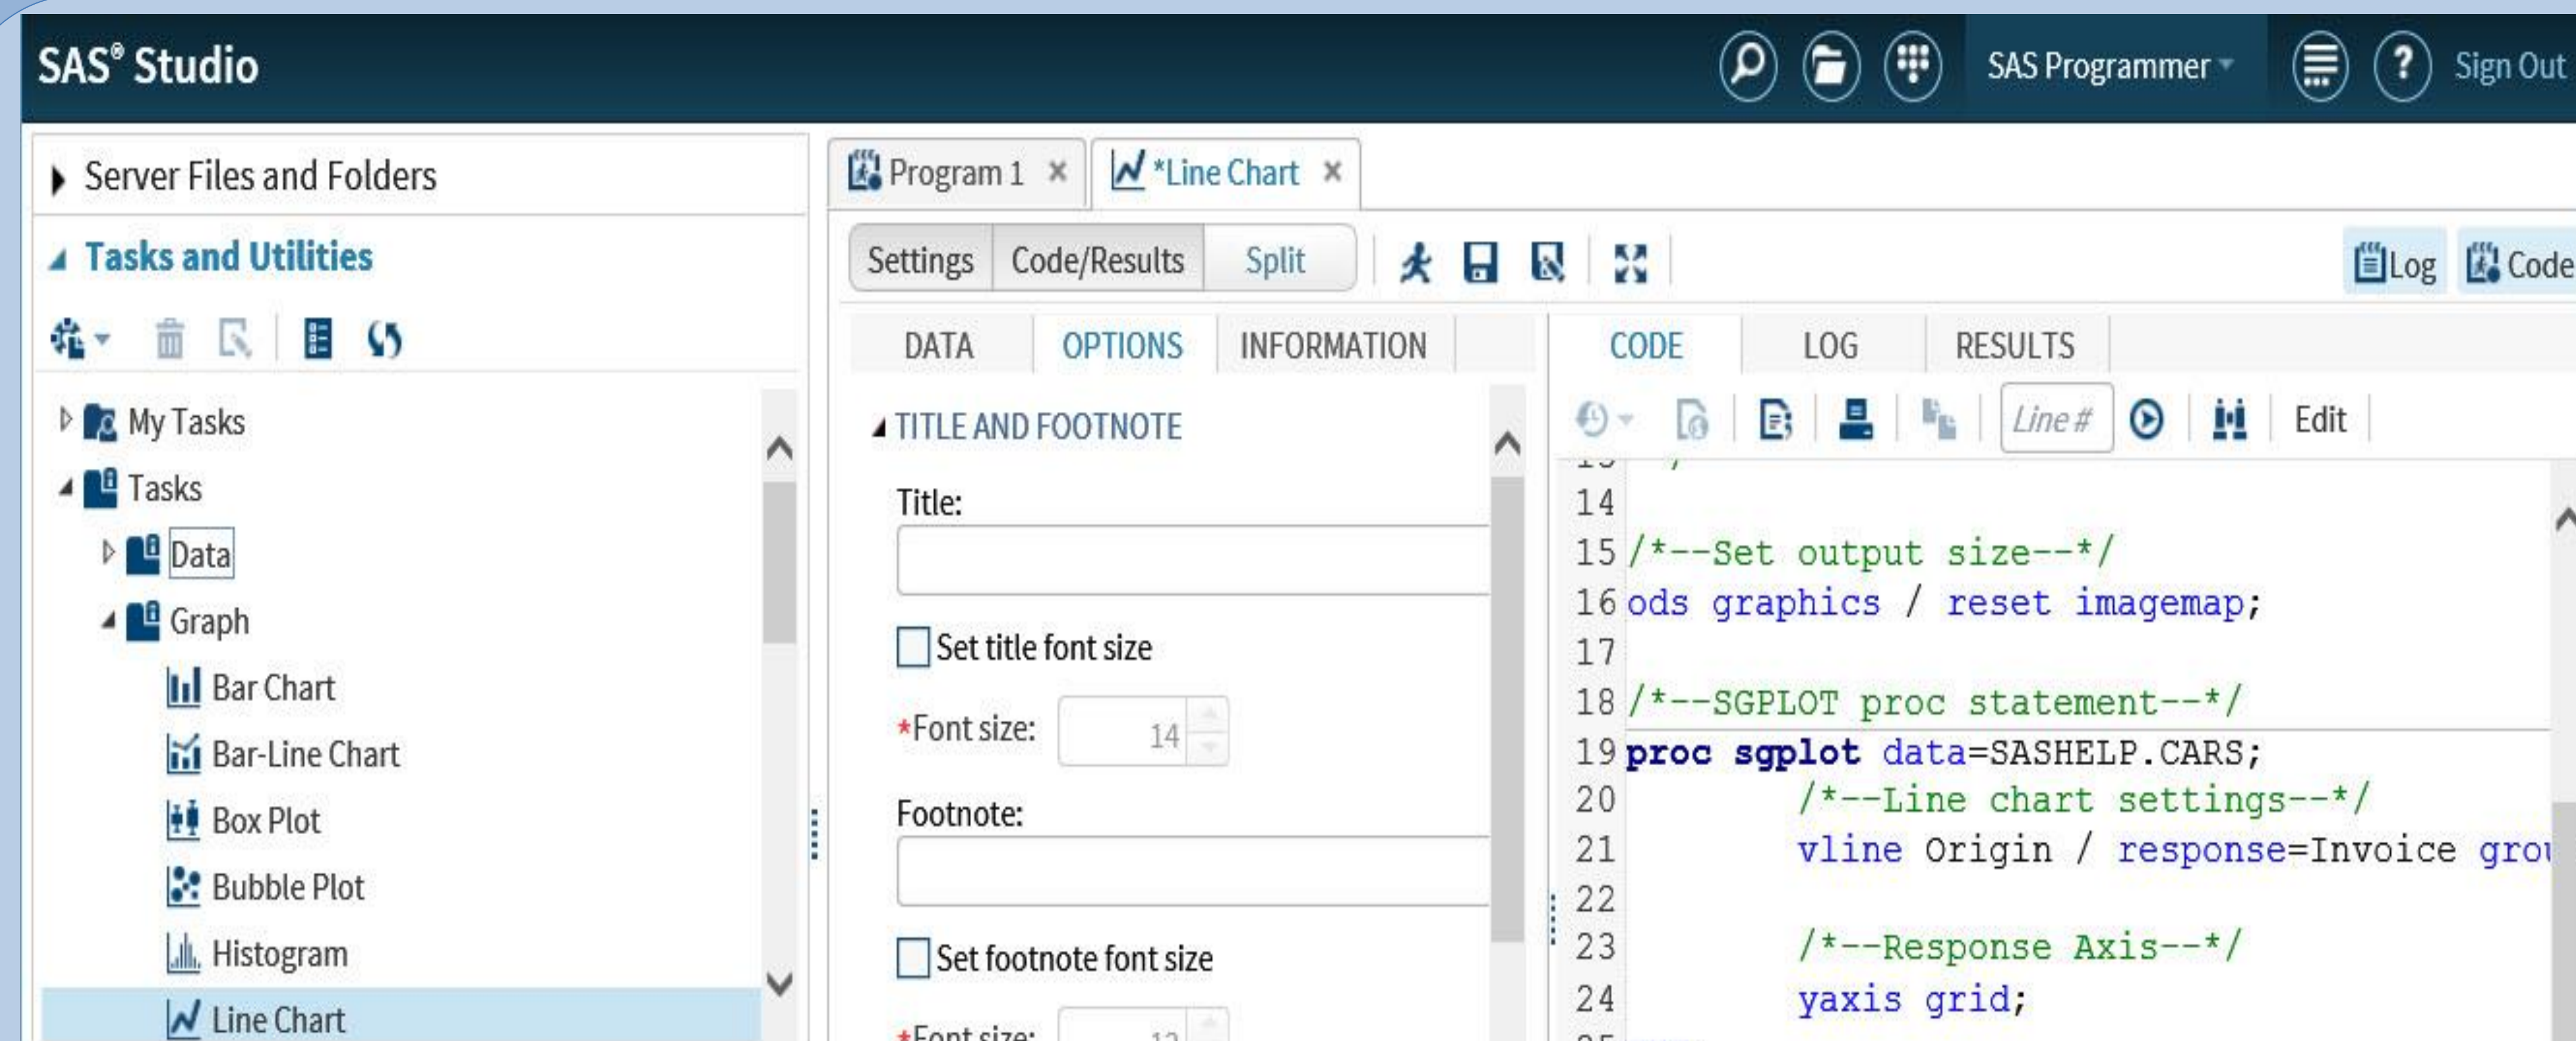 SAS® Studio
SAS Programmer
Sign Out
Server Files and Folders
Tasks and Utilities
My Tasks
Tasks
Data
Graph
Bar Chart
Bar-Line Chart
Box Plot
Bubble Plot
Histogram
Line Chart
Program 1
*Line Chart
Settings
Code/Results
Split
Log
Code
DATA
OPTIONS
INFORMATION
TITLE AND FOOTNOTE
Title:
Set title font size
*Font size: 14
Footnote:
Set footnote font size
*Font size:
CODE
LOG
RESULTS
Line #
Edit
14
15 /*--Set output size--*/
16 ods graphics / reset imagemap;
17
18 /*--SGPLOT proc statement--*/
19 proc sgplot data=SASHELP.CARS;
20 /*--Line chart settings--*/
21 vline Origin / response=Invoice
22
23 /*--Response Axis--*/
24 yaxis grid;